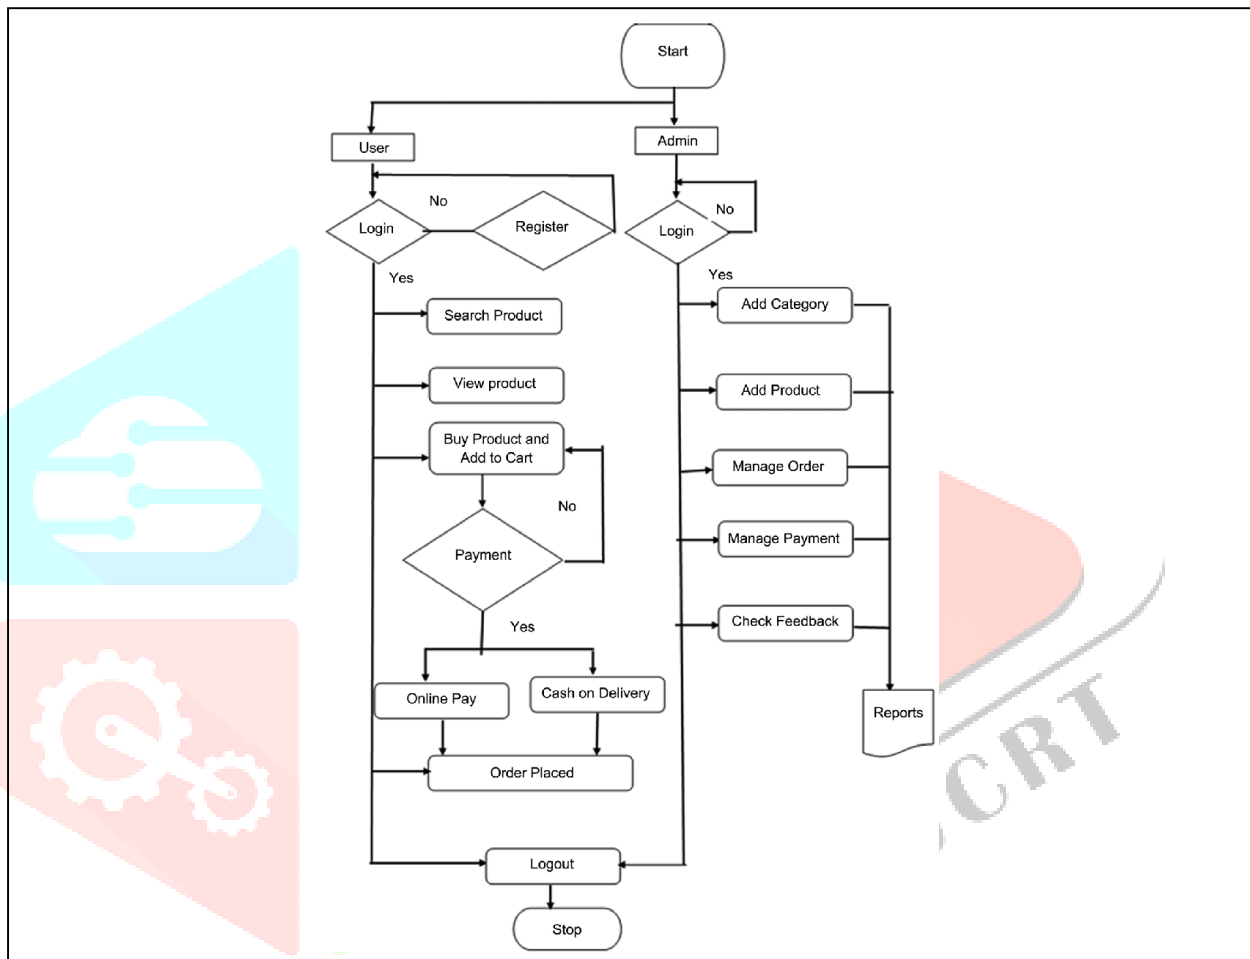 Start
User
Admin
No
Login
Register
No
Login
Yes
Yes
Search Product
Add Category
View product
Add Product
Buy Product and
Add to Cart
Manage Order
No
Payment
Manage Payment
Yes
Check Feedback
Online Pay
Cash on Delivery
Reports
Order Placed
Logout
Stop
CRT